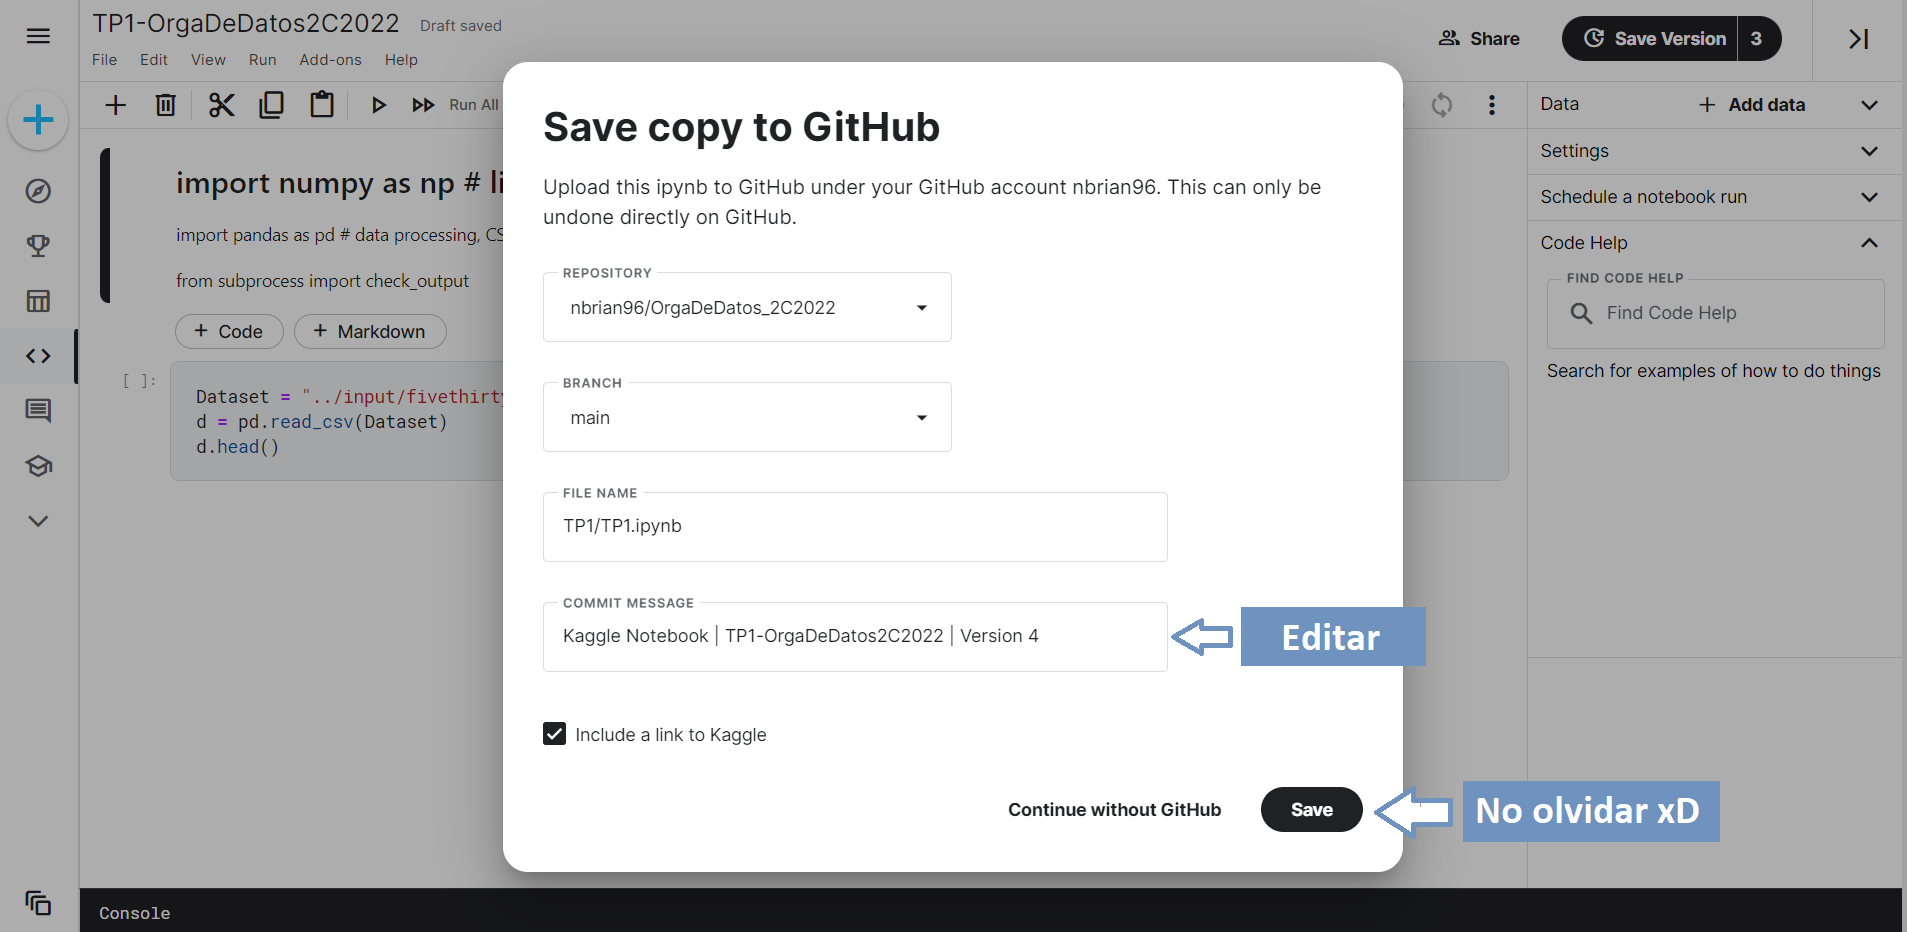 TP1-OrgaDeDatos2C2022 Draft saved
File Edit View Run Add-ons Help
Share
Save Version 3
Run All
Data
+ Add data
Settings
Schedule a notebook run
Code Help
FIND CODE HELP
Find Code Help
Search for examples of how to do things
import numpy as np # li
import pandas as pd # data processing, CS
from subprocess import check_output
+ Code
+ Markdown
[ ]:
Dataset = "../input/fivethirty
d = pd.read_csv(Dataset)
d.head()
Save copy to GitHub
Upload this ipynb to GitHub under your GitHub account nbrian96. This can only be
undone directly on GitHub.
REPOSITORY
nbrian96/OrgaDeDatos_2C2022
BRANCH
main
FILE NAME
TP1/TP1.ipynb
COMMIT MESSAGE
Kaggle Notebook | TP1-OrgaDeDatos2C2022 | Version 4
Editar
Include a link to Kaggle
Continue without GitHub
Save
No olvidar xD
Console